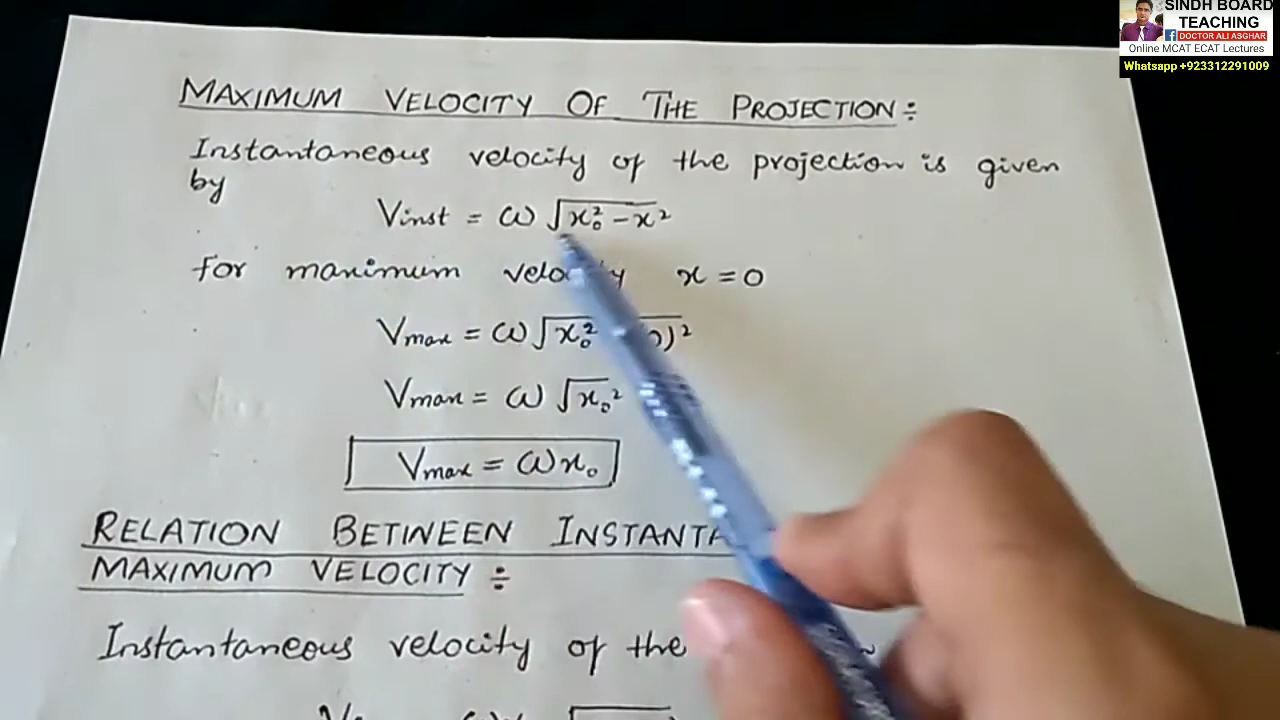 SINDH BOARD
TEACHING
DOCTOR ALI ASGHAR
Online MCAT ECAT Lectures
Whatsapp +923312291009
MAXIMUM VELOCITY OF THE PROJECTION:
Instantaneous velocity of the projection is given
by
Vinst = ω √x₀² - x²
For maximum velocity x = 0
Vmax = ω √x₀² 0)²
Vmax = ω √x₀²
Vmax = ωx₀
RELATION BETWEEN
MAXIMUM VELOCITY:
Instantaneous velocity of the